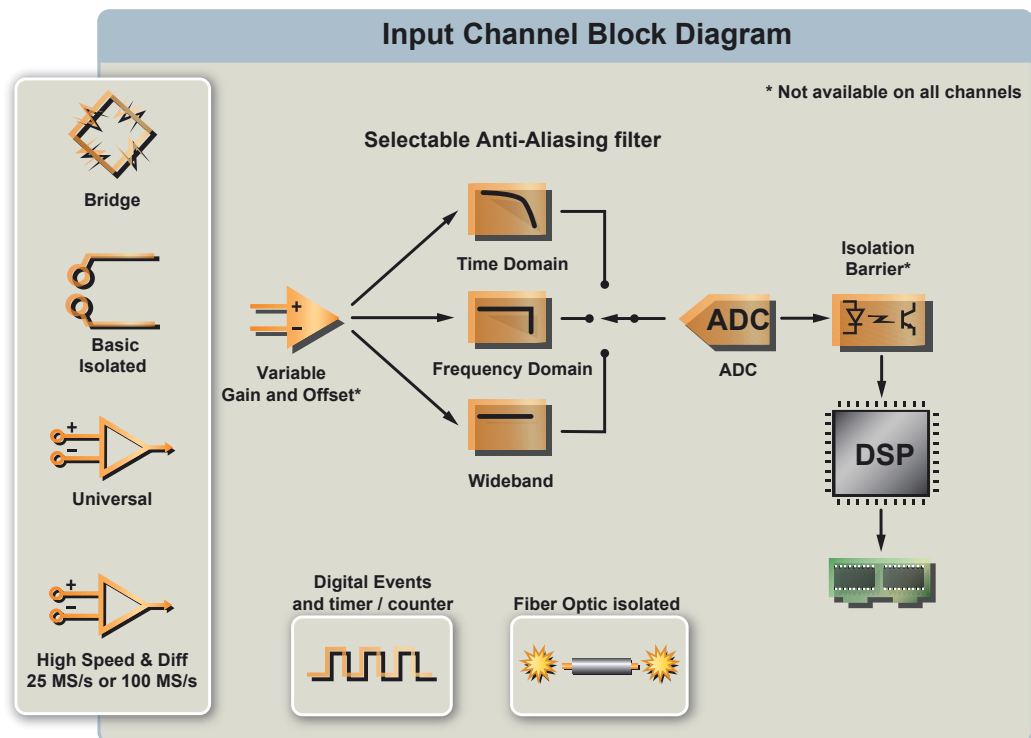 Input Channel Block Diagram
* Not available on all channels
Bridge
Basic
Isolated
+
−
Universal
+
−
High Speed & Diff
25 MS/s or 100 MS/s
Selectable Anti-Aliasing filter
+
−
Variable
Gain and Offset*
Time Domain
Frequency Domain
Wideband
ADC
ADC
Isolation
Barrier*
DSP
Digital Events
and timer / counter
Fiber Optic isolated